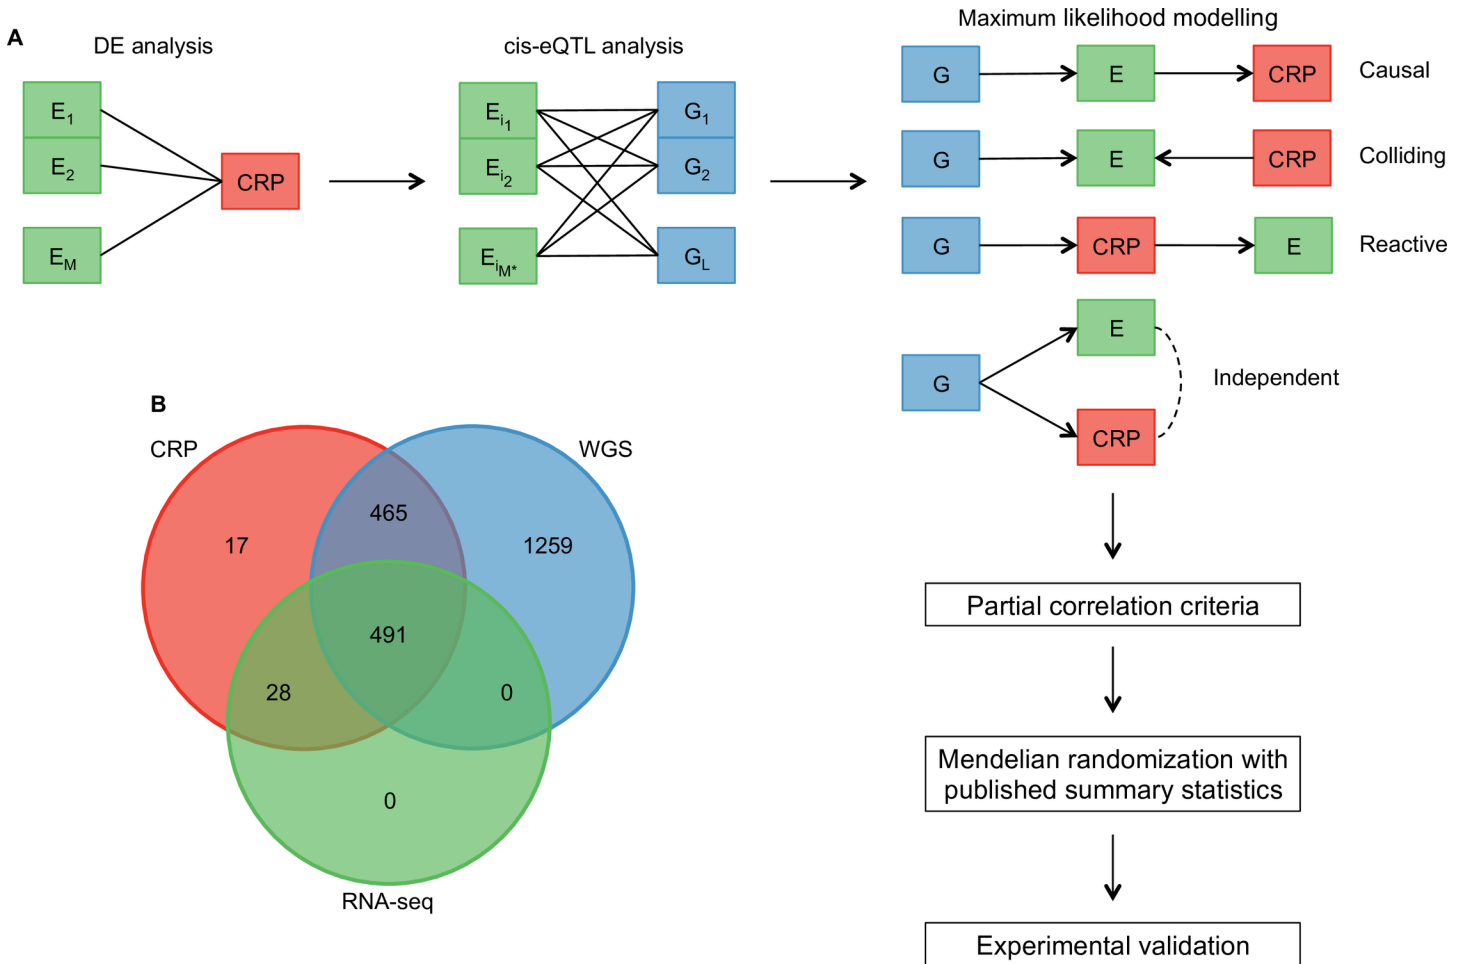 A
DE analysis
E1
E2
EM
CRP
cis-eQTL analysis
Ei1
Ei2
EiM*
G1
G2
GL
Maximum likelihood modelling
G E CRP Causal
G E CRP Colliding
G CRP E Reactive
G E CRP Independent
Partial correlation criteria
Mendelian randomization with
published summary statistics
Experimental validation
B
CRP
WGS
465
17
1259
491
28
0
0
RNA-seq